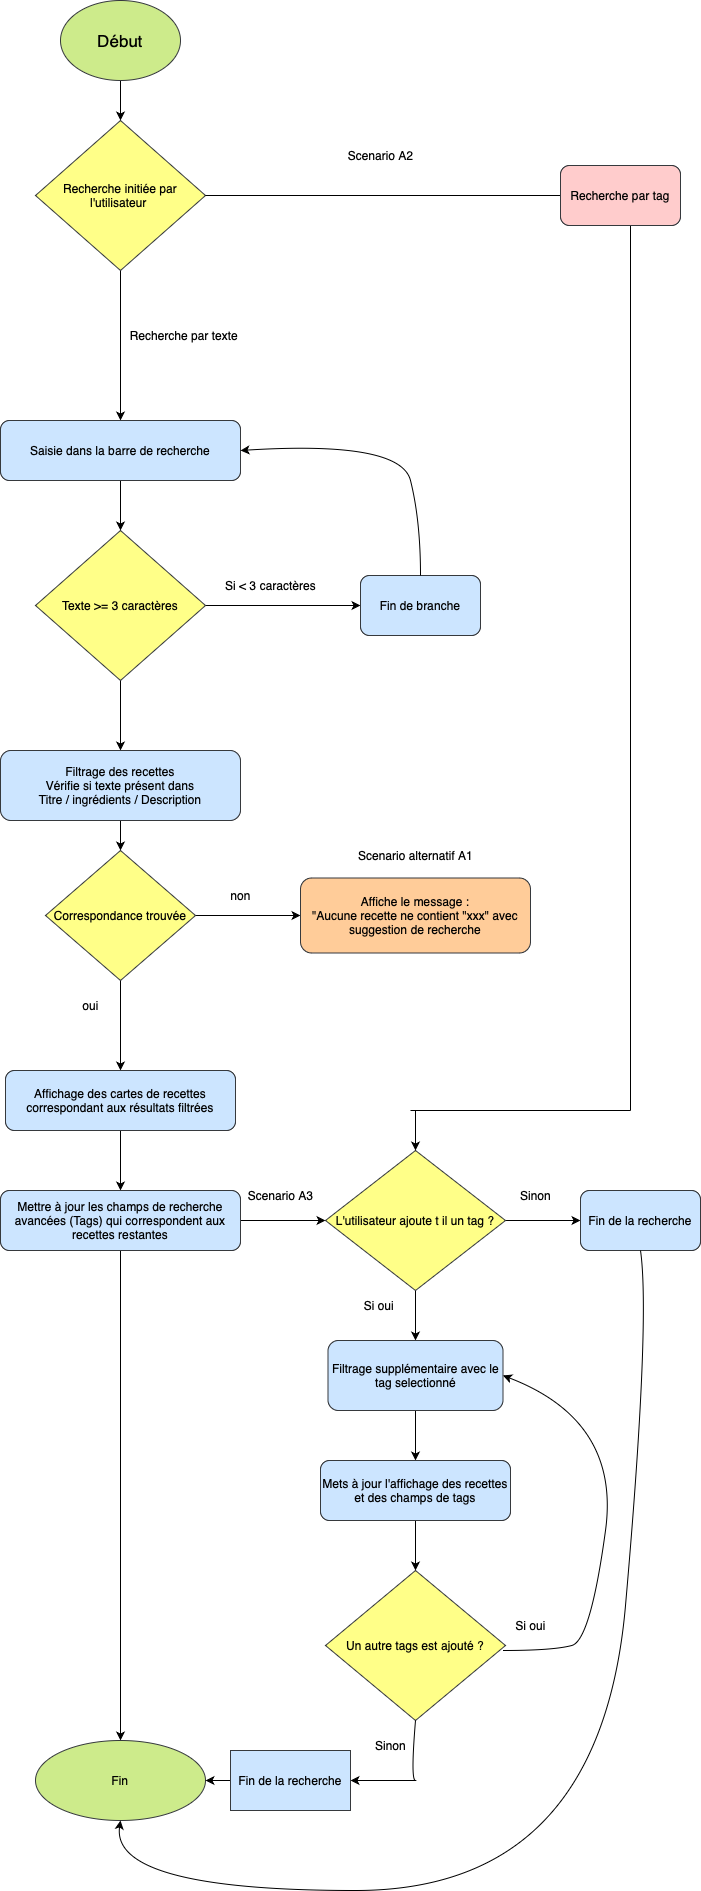 Début
Scenario A2
Recherche initiée par
l'utilisateur
Recherche par tag
Recherche par texte
Saisie dans la barre de recherche
Si < 3 caractères
Texte >= 3 caractères
Fin de branche
Filtrage des recettes
Vérifie si texte présent dans
Titre / ingrédients / Description
Scenario alternatif A1
non
Correspondance trouvée
Affiche le message :
"Aucune recette ne contient "xxx" avec
suggestion de recherche
oui
Affichage des cartes de recettes
correspondant aux résultats filtrées
Mettre à jour les champs de recherche
avancées (Tags) qui correspondent aux
recettes restantes
Scenario A3
L'utilisateur ajoute t il un tag ?
Sinon
Fin de la recherche
Si oui
Filtrage supplémentaire avec le
tag selectionné
Mets à jour l'affichage des recettes
et des champs de tags
Un autre tags est ajouté ?
Si oui
Sinon
Fin de la recherche
Fin